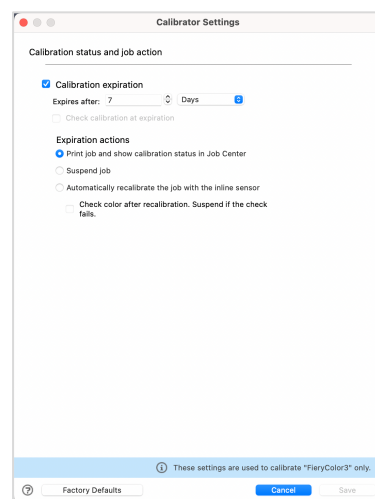 Calibrator Settings
Calibration status and job action
Calibration expiration
Expires after: 7 Days
Check calibration at expiration
Expiration actions
Print job and show calibration status in Job Center
Suspend job
Automatically recalibrate the job with the inline sensor
Check color after recalibration. Suspend if the check
fails.
These settings are used to calibrate "FieryColor3" only.
? Factory Defaults Cancel Save